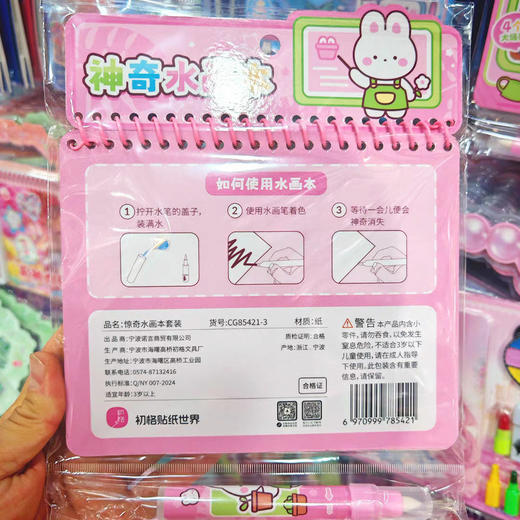 神奇水画本
如何使用水画本
1 拧开水笔的盖子,
装满水
2 使用水画笔着色
3 等待一会儿便会
神奇消失
品名:惊奇水画本套装
货号:CG85421-3
材质:纸
出品商:宁波诺言商贸有限公司
质检证明:合格
生产商:宁波市海曙高桥初格文具厂
产地:浙江.宁波
生产地址:宁波市海曙区高桥工业园
联系电话:0574-87132416
执行标准:Q/NY 007-2024
适宜年龄:3岁以上
合格证
警告 本产品内含小
零件,请勿吞食,以免发生
窒息危险,不适合3岁以下
儿童使用,请在成人指导
下使用。此包装含有重要
信息,请保留。
初格
初格贴纸世界
6 970999 785421